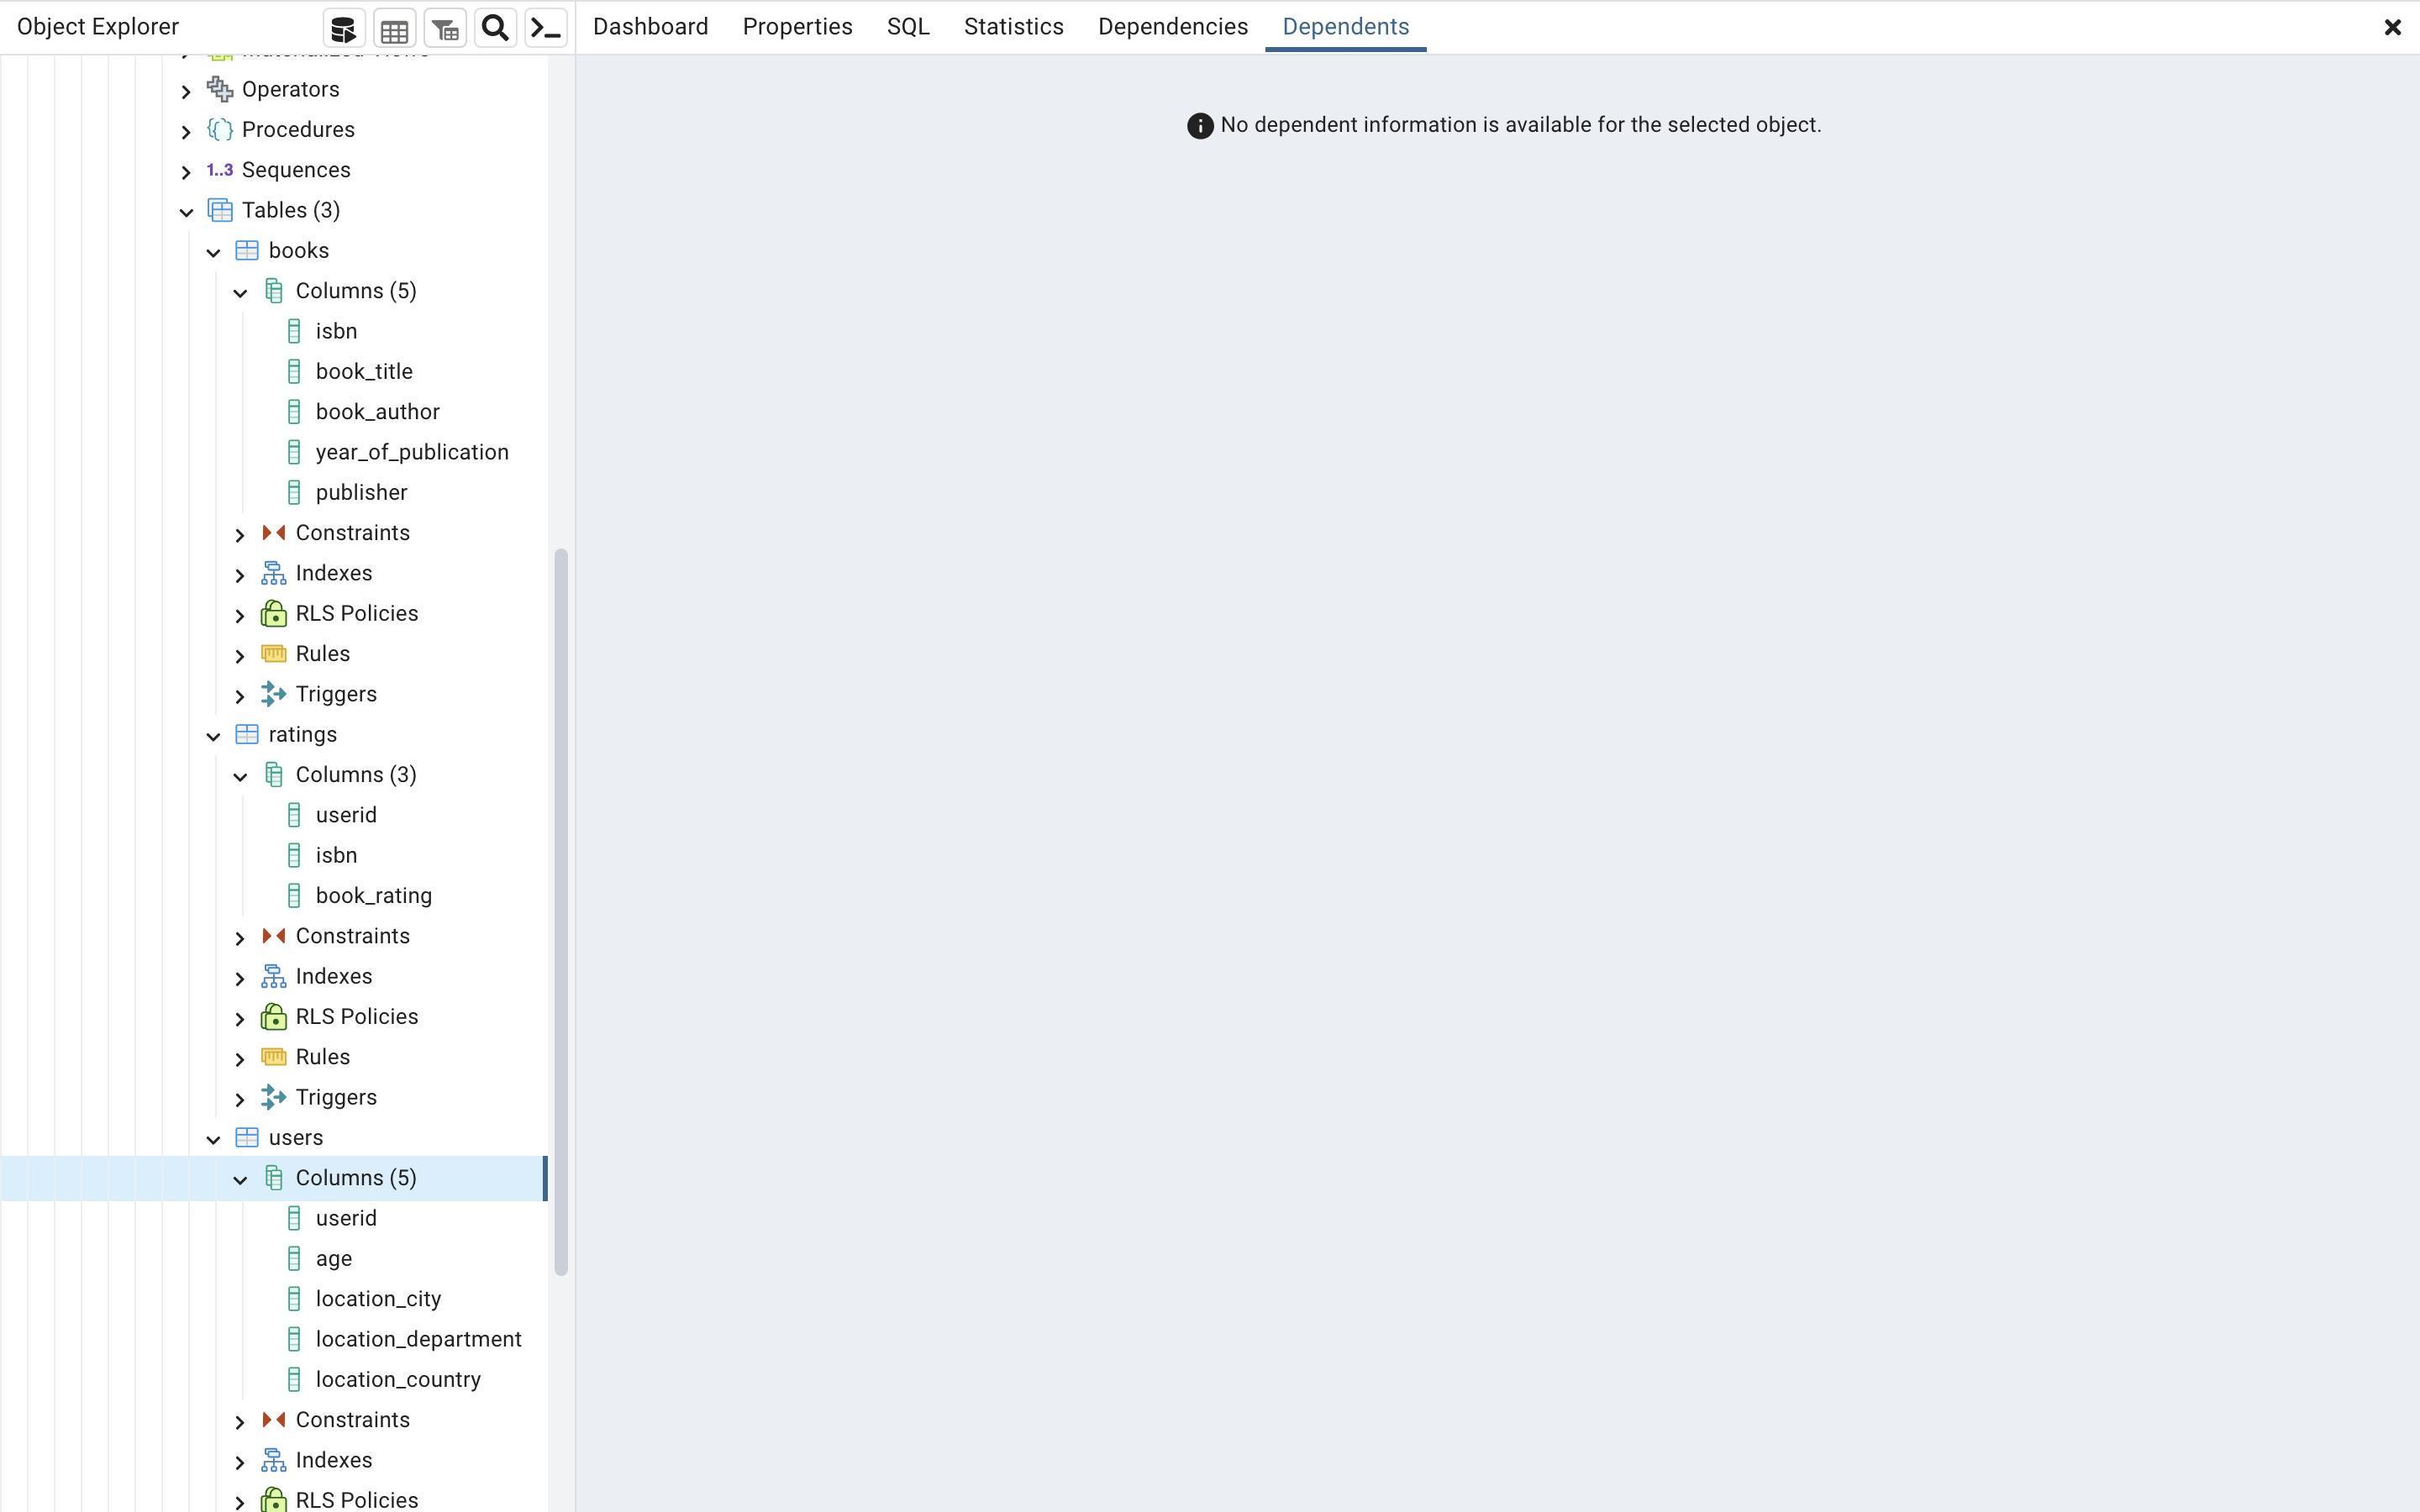 Object Explorer
Dashboard Properties SQL Statistics Dependencies Dependents
No dependent information is available for the selected object.
Operators
Procedures
1..3 Sequences
Tables (3)
books
Columns (5)
isbn
book_title
book_author
year_of_publication
publisher
Constraints
Indexes
RLS Policies
Rules
Triggers
ratings
Columns (3)
userid
isbn
book_rating
Constraints
Indexes
RLS Policies
Rules
Triggers
users
Columns (5)
userid
age
location_city
location_department
location_country
Constraints
Indexes
RLS Policies